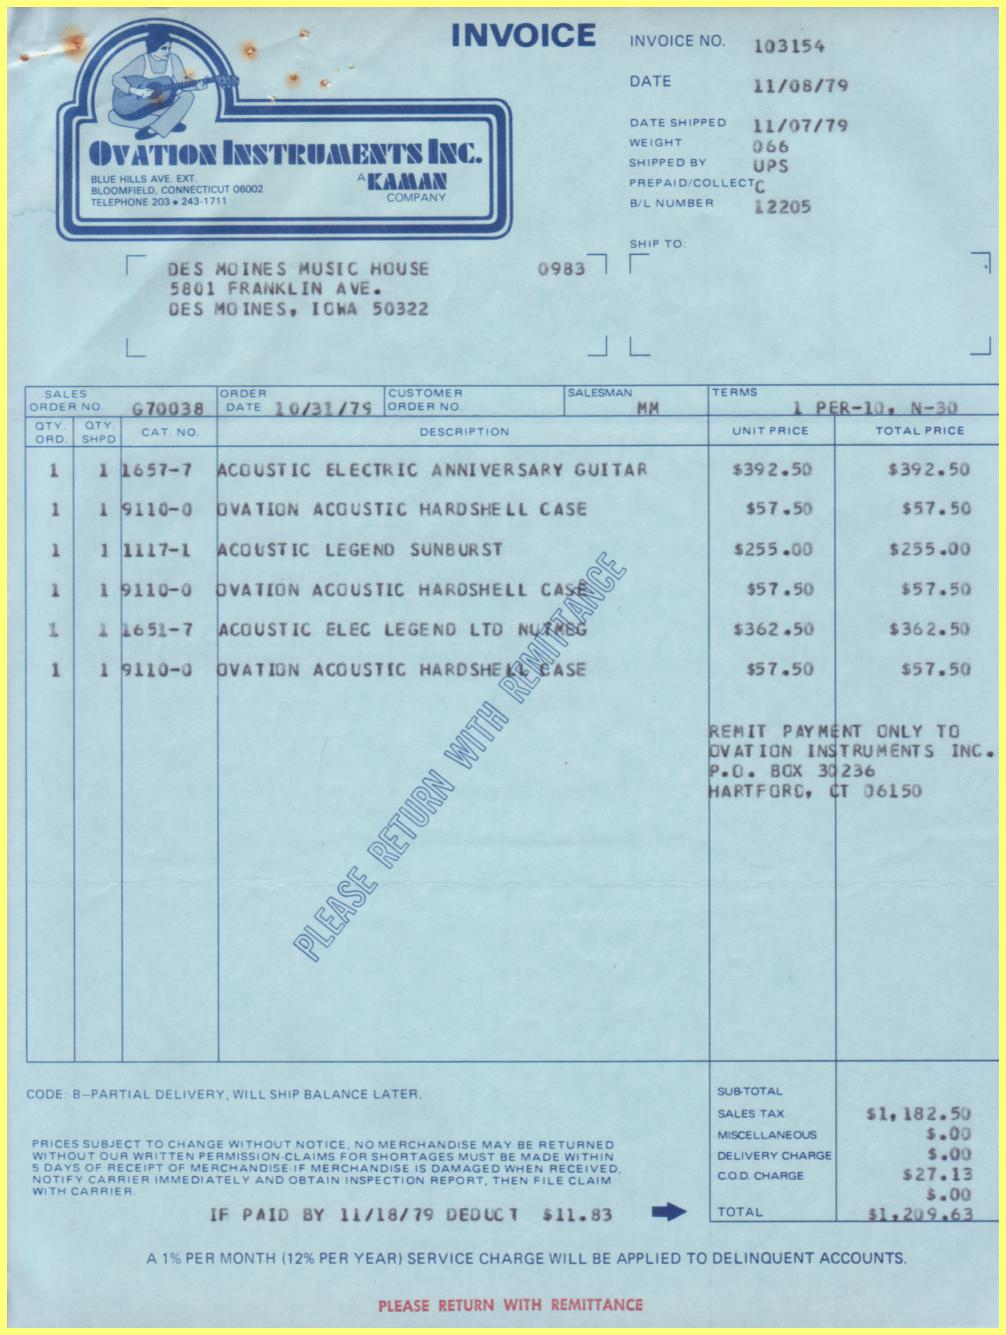 INVOICE
INVOICE NO. 103154
DATE 11/08/79
DATE SHIPPED 11/07/79
WEIGHT 066
SHIPPED BY UPS
PREPAID/COLLECT C
B/L NUMBER 12205
OVATION INSTRUMENTS INC.
BLUE HILLS AVE. EXT.
BLOOMFIELD, CONNECTICUT 06002
TELEPHONE 203 • 243-1711
A KAMAN
COMPANY
SHIP TO:
DES MOINES MUSIC HOUSE 0983
5801 FRANKLIN AVE.
DES MOINES, IOWA 50322
SALES ORDER NO. G70038 ORDER DATE 10/31/79 CUSTOMER ORDER NO. SALESMAN MM TERMS 1 PER-10, N-30
QTY. ORD. QTY. SHPD CAT. NO. DESCRIPTION UNIT PRICE TOTAL PRICE
1 1 1657-7 ACOUSTIC ELECTRIC ANNIVERSARY GUITAR $392.50 $392.50
1 1 9110-0 OVATION ACOUSTIC HARDSHELL CASE $57.50 $57.50
1 1 1117-1 ACOUSTIC LEGEND SUNBURST $255.00 $255.00
1 1 9110-0 OVATION ACOUSTIC HARDSHELL CASE $57.50 $57.50
1 1 1651-7 ACOUSTIC ELEC LEGEND LTD NUTMEG $362.50 $362.50
1 1 9110-0 OVATION ACOUSTIC HARDSHELL CASE $57.50 $57.50
PLEASE RETURN WITH REMITTANCE
REMIT PAYMENT ONLY TO
OVATION INSTRUMENTS INC.
P.O. BOX 30236
HARTFORD, CT 06150
CODE: B—PARTIAL DELIVERY, WILL SHIP BALANCE LATER.
SUB-TOTAL
SALES TAX $1,182.50
MISCELLANEOUS $.00
DELIVERY CHARGE $.00
C.O.D. CHARGE $27.13
$.00
TOTAL $1,209.63
PRICES SUBJECT TO CHANGE WITHOUT NOTICE, NO MERCHANDISE MAY BE RETURNED
WITHOUT OUR WRITTEN PERMISSION-CLAIMS FOR SHORTAGES MUST BE MADE WITHIN
5 DAYS OF RECEIPT OF MERCHANDISE-IF MERCHANDISE IS DAMAGED WHEN RECEIVED,
NOTIFY CARRIER IMMEDIATELY AND OBTAIN INSPECTION REPORT, THEN FILE CLAIM
WITH CARRIER.
IF PAID BY 11/18/79 DEDUCT $11.83
A 1% PER MONTH (12% PER YEAR) SERVICE CHARGE WILL BE APPLIED TO DELINQUENT ACCOUNTS.
PLEASE RETURN WITH REMITTANCE